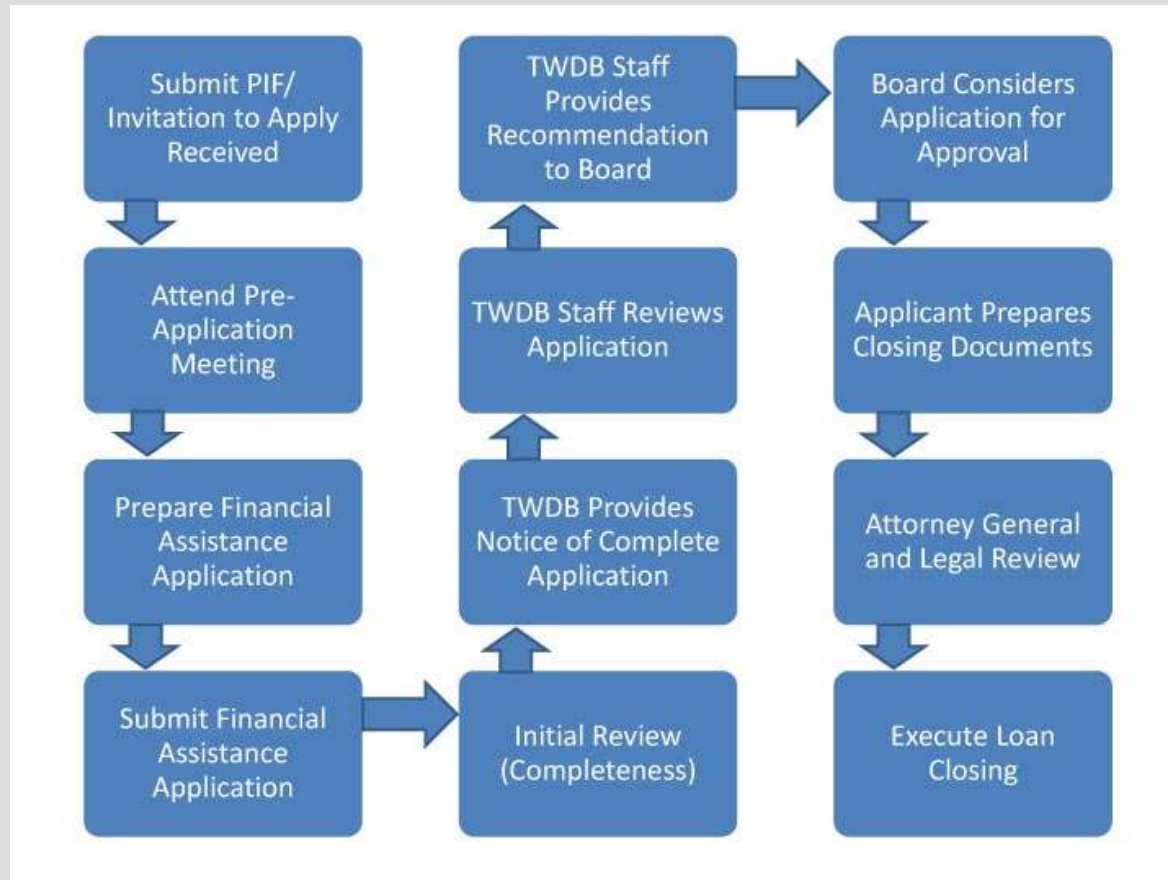 Submit PIF/
Invitation to Apply
Received
Attend Pre-
Application
Meeting
Prepare Financial
Assistance
Application
Submit Financial
Assistance
Application
Initial Review
(Completeness)
TWDB Provides
Notice of Complete
Application
TWDB Staff Reviews
Application
TWDB Staff
Provides
Recommendation
to Board
Board Considers
Application for
Approval
Applicant Prepares
Closing Documents
Attorney General
and Legal Review
Execute Loan
Closing